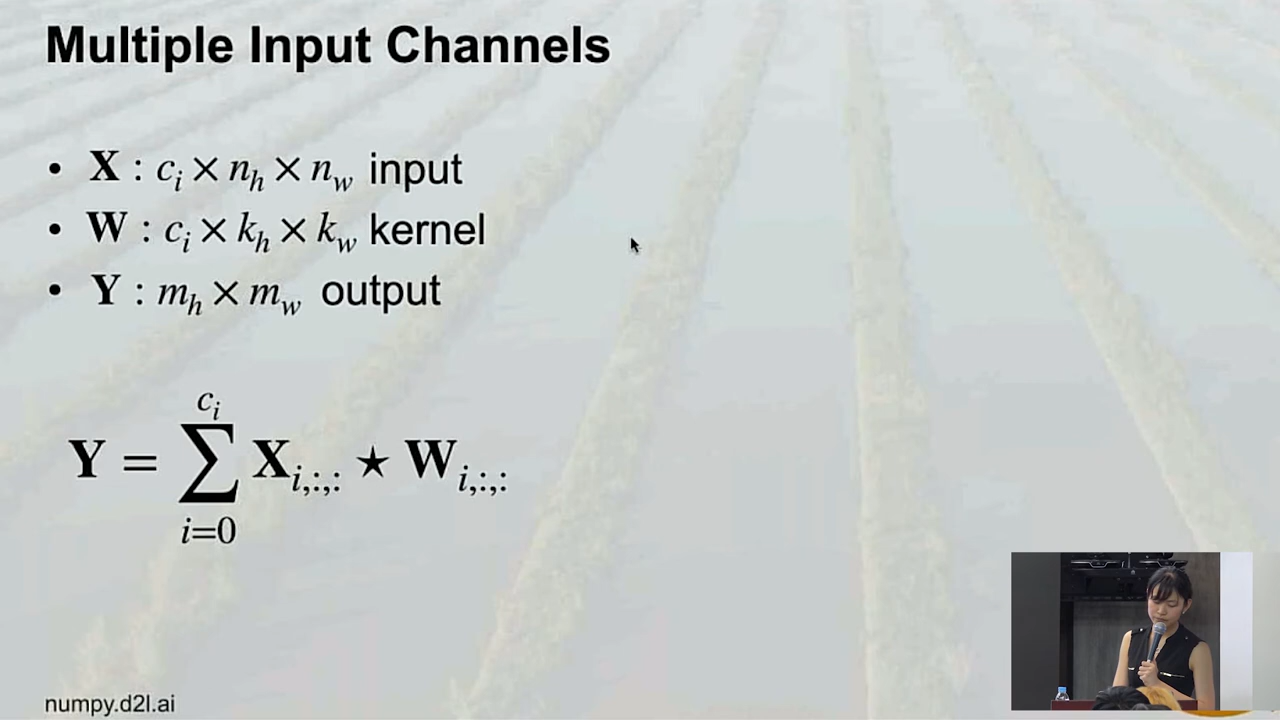 Multiple Input Channels
• X : c_i × n_h × n_w input
• W : c_i × k_h × k_w kernel
• Y : m_h × m_w output
Y = \sum_{i=0}^{c_i} X_{i,:,:} ★ W_{i,:,:}
numpy.d2l.ai